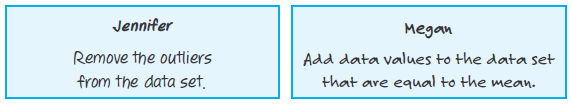 Jennifer
Remove the outliers
from the data set.
Megan
Add data values to the data set
that are equal to the mean.